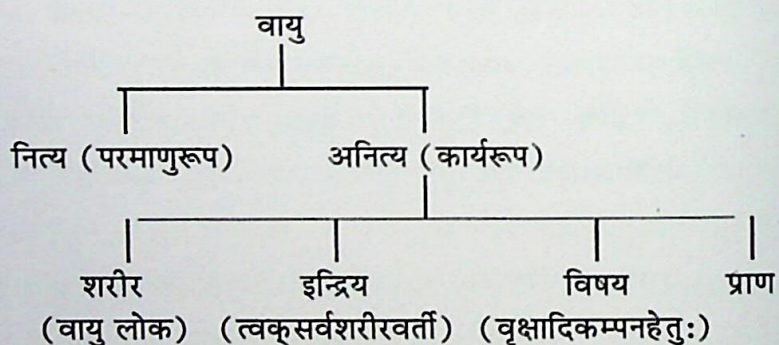 वायु
नित्य (परमाणुरूप) अनित्य (कार्यरूप)
शरीर इन्द्रिय विषय प्राण
(वायु लोक) (त्वक्सर्वशरीरवर्ती) (वृक्षादिकम्पनहेतुः)